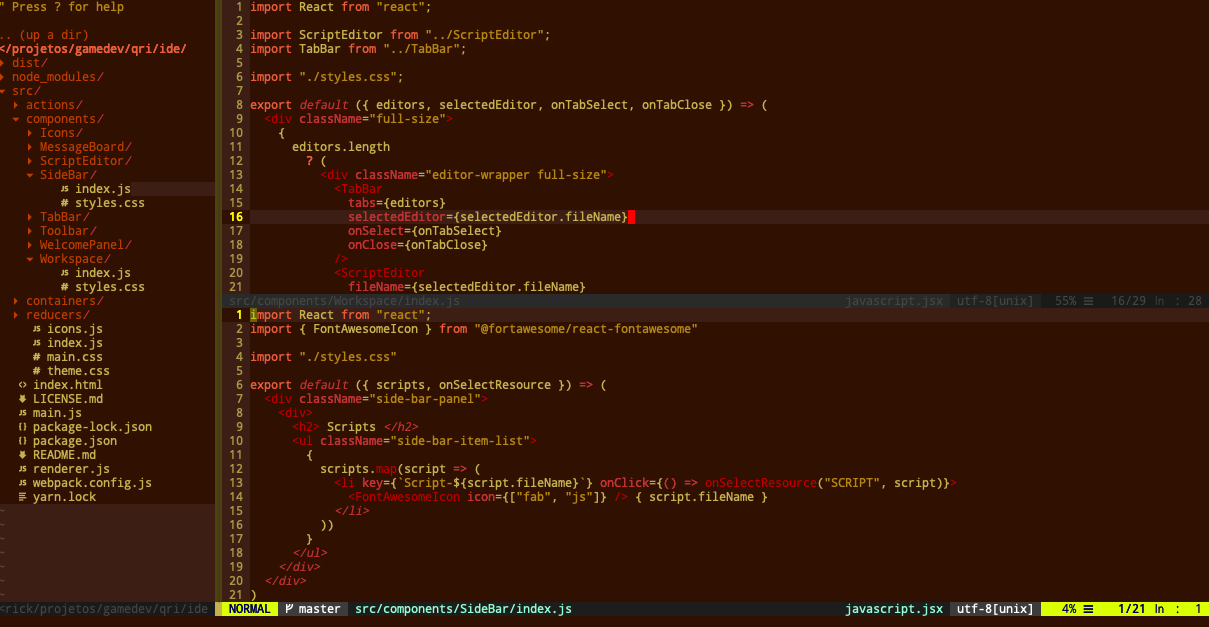 " Press ? for help
.. (up a dir)
</projetos/gamedev/qri/ide/
▸ dist/
▸ node_modules/
▾ src/
▸ actions/
▾ components/
▸ Icons/
▸ MessageBoard/
▸ ScriptEditor/
▾ SideBar/
JS index.js
# styles.css
▸ TabBar/
▸ Toolbar/
▸ WelcomePanel/
▾ Workspace/
JS index.js
# styles.css
▸ containers/
▸ reducers/
JS icons.js
JS index.js
# main.css
# theme.css
<> index.html
LICENSE.md
JS main.js
{} package-lock.json
{} package.json
README.md
JS renderer.js
JS webpack.config.js
yarn.lock
~
~
~
~
~
~
~
<rick/projetos/gamedev/qri/ide
1 import React from "react";
2
3 import ScriptEditor from "../ScriptEditor";
4 import TabBar from "../TabBar";
5
6 import "./styles.css";
7
8 export default ({ editors, selectedEditor, onTabSelect, onTabClose }) => (
9 <div className="full-size">
10 {
11 editors.length
12 ? (
13 <div className="editor-wrapper full-size">
14 <TabBar
15 tabs={editors}
16 selectedEditor={selectedEditor.fileName}
17 onSelect={onTabSelect}
18 onClose={onTabClose}
19 />
20 <ScriptEditor
21 fileName={selectedEditor.fileName}
src/components/Workspace/index.js javascript.jsx utf-8[unix] 55% ☰ 16/29 ln : 28
1 import React from "react";
2 import { FontAwesomeIcon } from "@fortawesome/react-fontawesome"
3
4 import "./styles.css"
5
6 export default ({ scripts, onSelectResource }) => (
7 <div className="side-bar-panel">
8 <div>
9 <h2> Scripts </h2>
10 <ul className="side-bar-item-list">
11 {
12 scripts.map(script => (
13 <li key={`Script-${script.fileName}`} onClick={() => onSelectResource("SCRIPT", script)}>
14 <FontAwesomeIcon icon={["fab", "js"]} /> { script.fileName }
15 </li>
16 ))
17 }
18 </ul>
19 </div>
20 </div>
21 )
NORMAL master src/components/SideBar/index.js javascript.jsx utf-8[unix] 4% ☰ 1/21 ln : 1